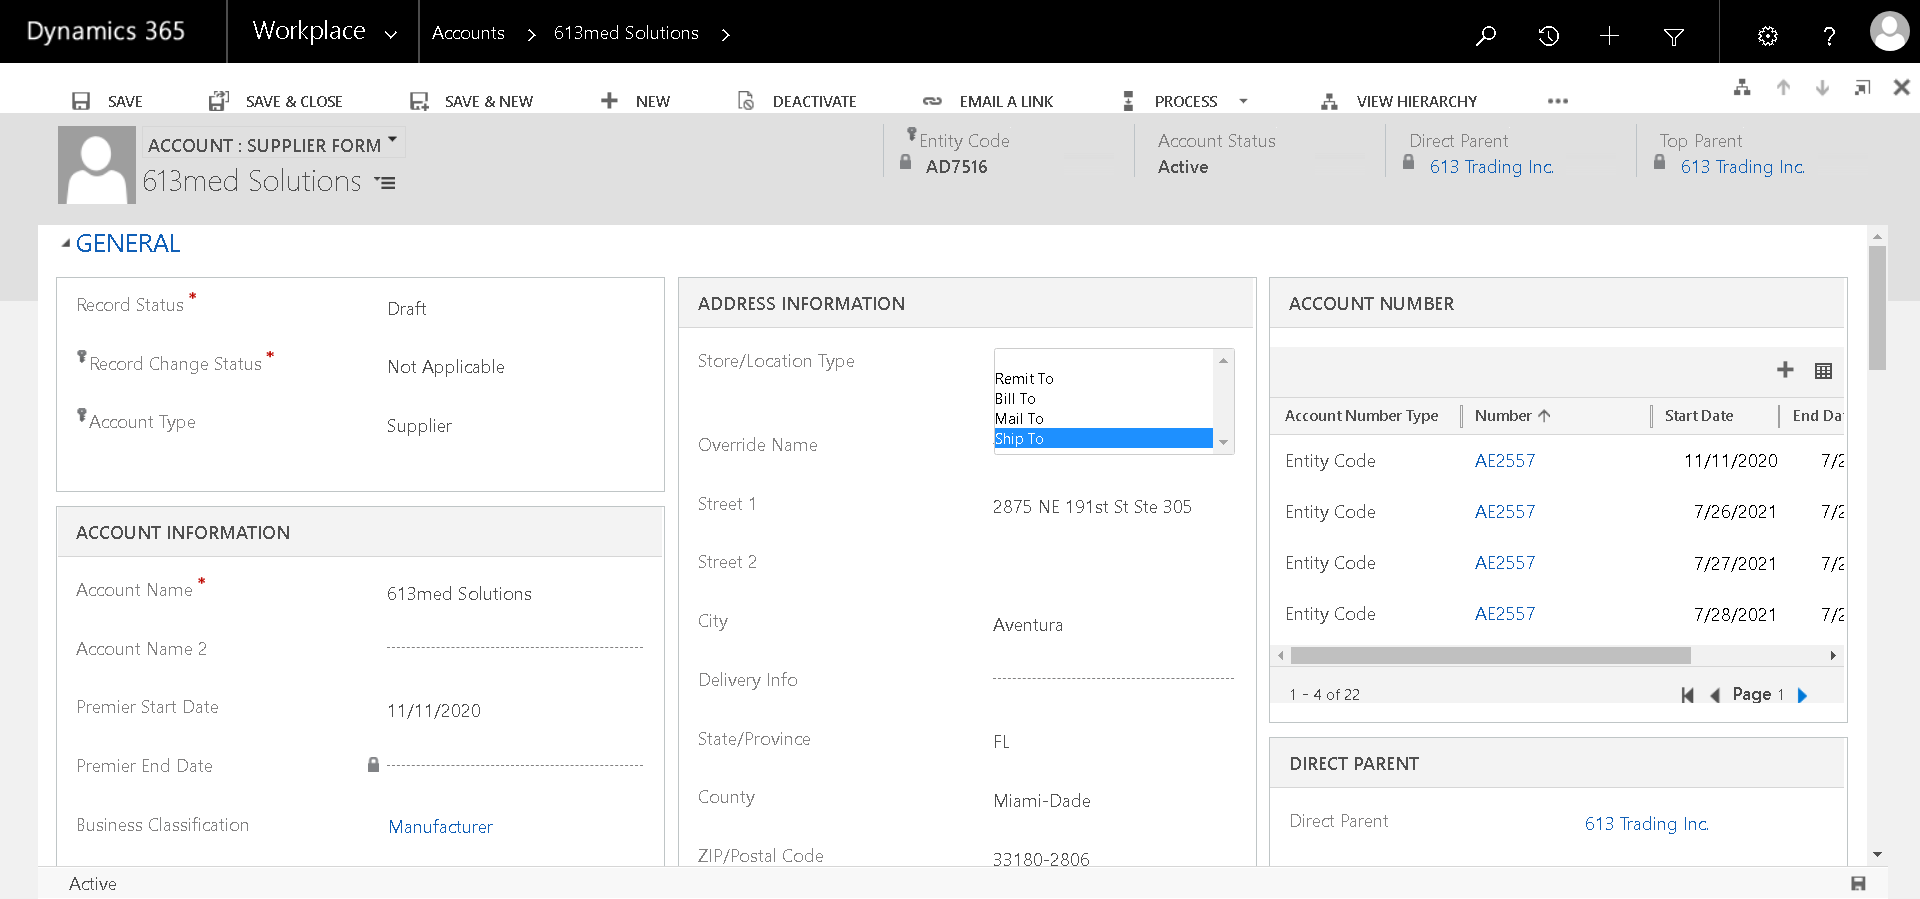 Dynamics 365
Workplace
Accounts
613med Solutions
SAVE
SAVE & CLOSE
SAVE & NEW
NEW
DEACTIVATE
EMAIL A LINK
PROCESS
VIEW HIERARCHY
ACCOUNT : SUPPLIER FORM
613med Solutions
Entity Code
AD7516
Account Status
Active
Direct Parent
613 Trading Inc.
Top Parent
613 Trading Inc.
GENERAL
Record Status *
Draft
Record Change Status *
Not Applicable
Account Type
Supplier
ACCOUNT INFORMATION
Account Name *
613med Solutions
Account Name 2
Premier Start Date
11/11/2020
Premier End Date
Business Classification
Manufacturer
ADDRESS INFORMATION
Store/Location Type
Remit To
Bill To
Mail To
Ship To
Override Name
Street 1
2875 NE 191st St Ste 305
Street 2
City
Aventura
Delivery Info
State/Province
FL
County
Miami-Dade
ZIP/Postal Code
33180-2806
ACCOUNT NUMBER
Account Number Type Number Start Date End Da
Entity Code AE2557 11/11/2020 7/2
Entity Code AE2557 7/26/2021 7/2
Entity Code AE2557 7/27/2021 7/2
Entity Code AE2557 7/28/2021 7/2
1 - 4 of 22
Page 1
DIRECT PARENT
Direct Parent
613 Trading Inc.
Active